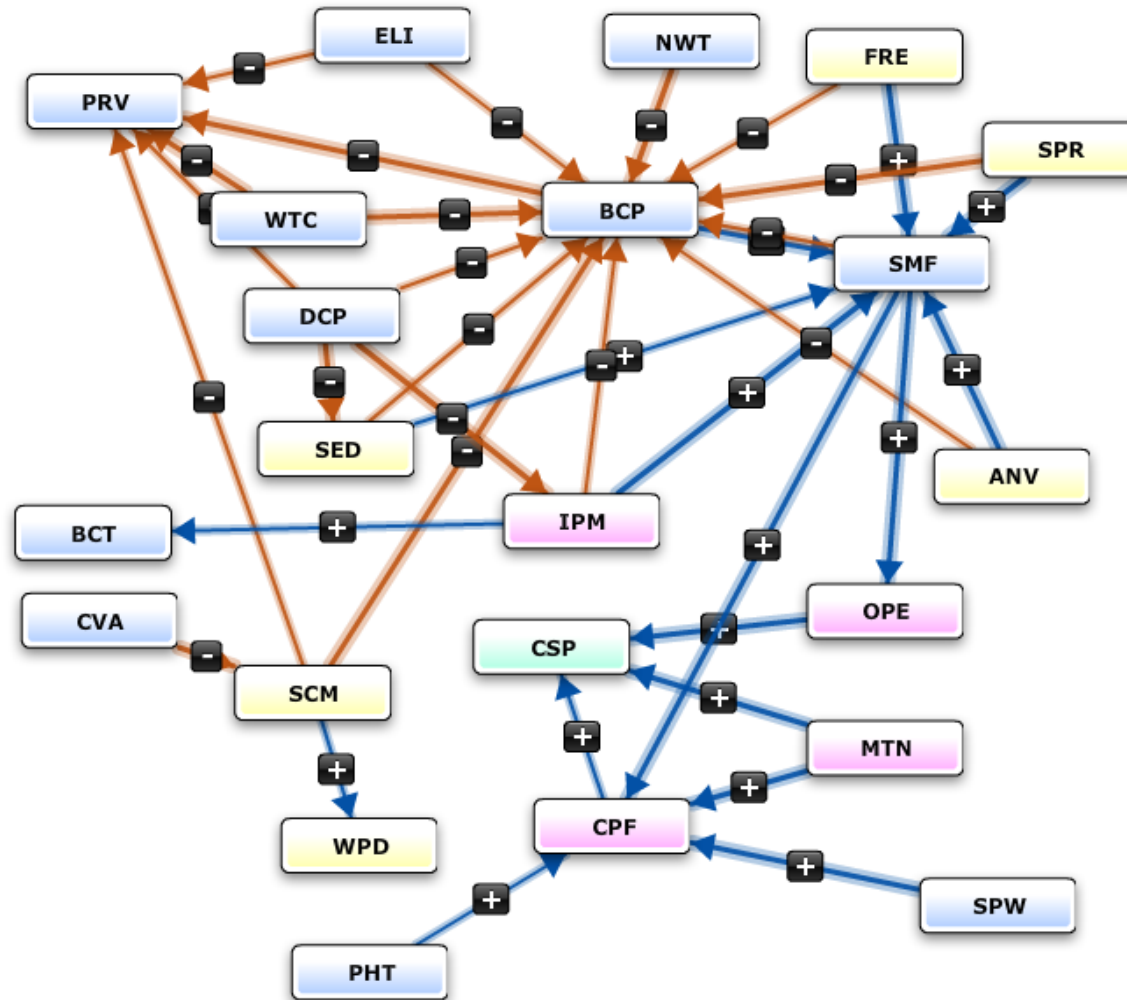 ELI
NWT
FRE
PRV
SPR
WTC
BCP
SMF
DCP
SED
ANV
IPM
BCT
CVA
OPE
CSP
SCM
MTN
CPF
WPD
SPW
PHT